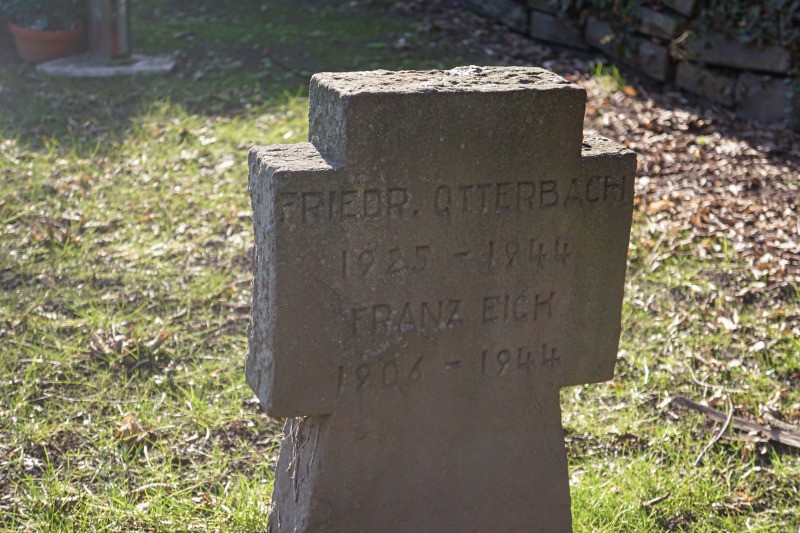 FRIEDR. OTTERBACH
1925 - 1944
FRANZ EICH
1906 - 1944